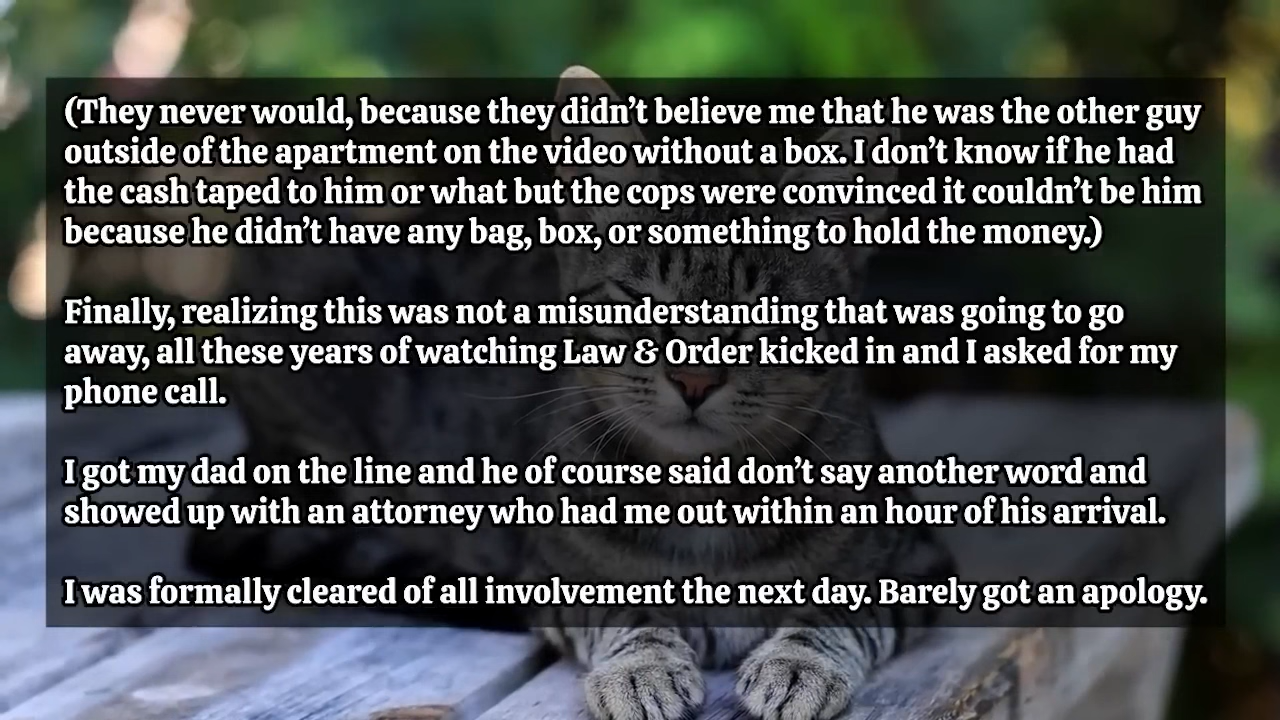 (They never would, because they didn’t believe me that he was the other guy
outside of the apartment on the video without a box. I don’t know if he had
the cash taped to him or what but the cops were convinced it couldn’t be him
because he didn’t have any bag, box, or something to hold the money.)
Finally, realizing this was not a misunderstanding that was going to go
away, all these years of watching Law & Order kicked in and I asked for my
phone call.
I got my dad on the line and he of course said don’t say another word and
showed up with an attorney who had me out within an hour of his arrival.
I was formally cleared of all involvement the next day. Barely got an apology.